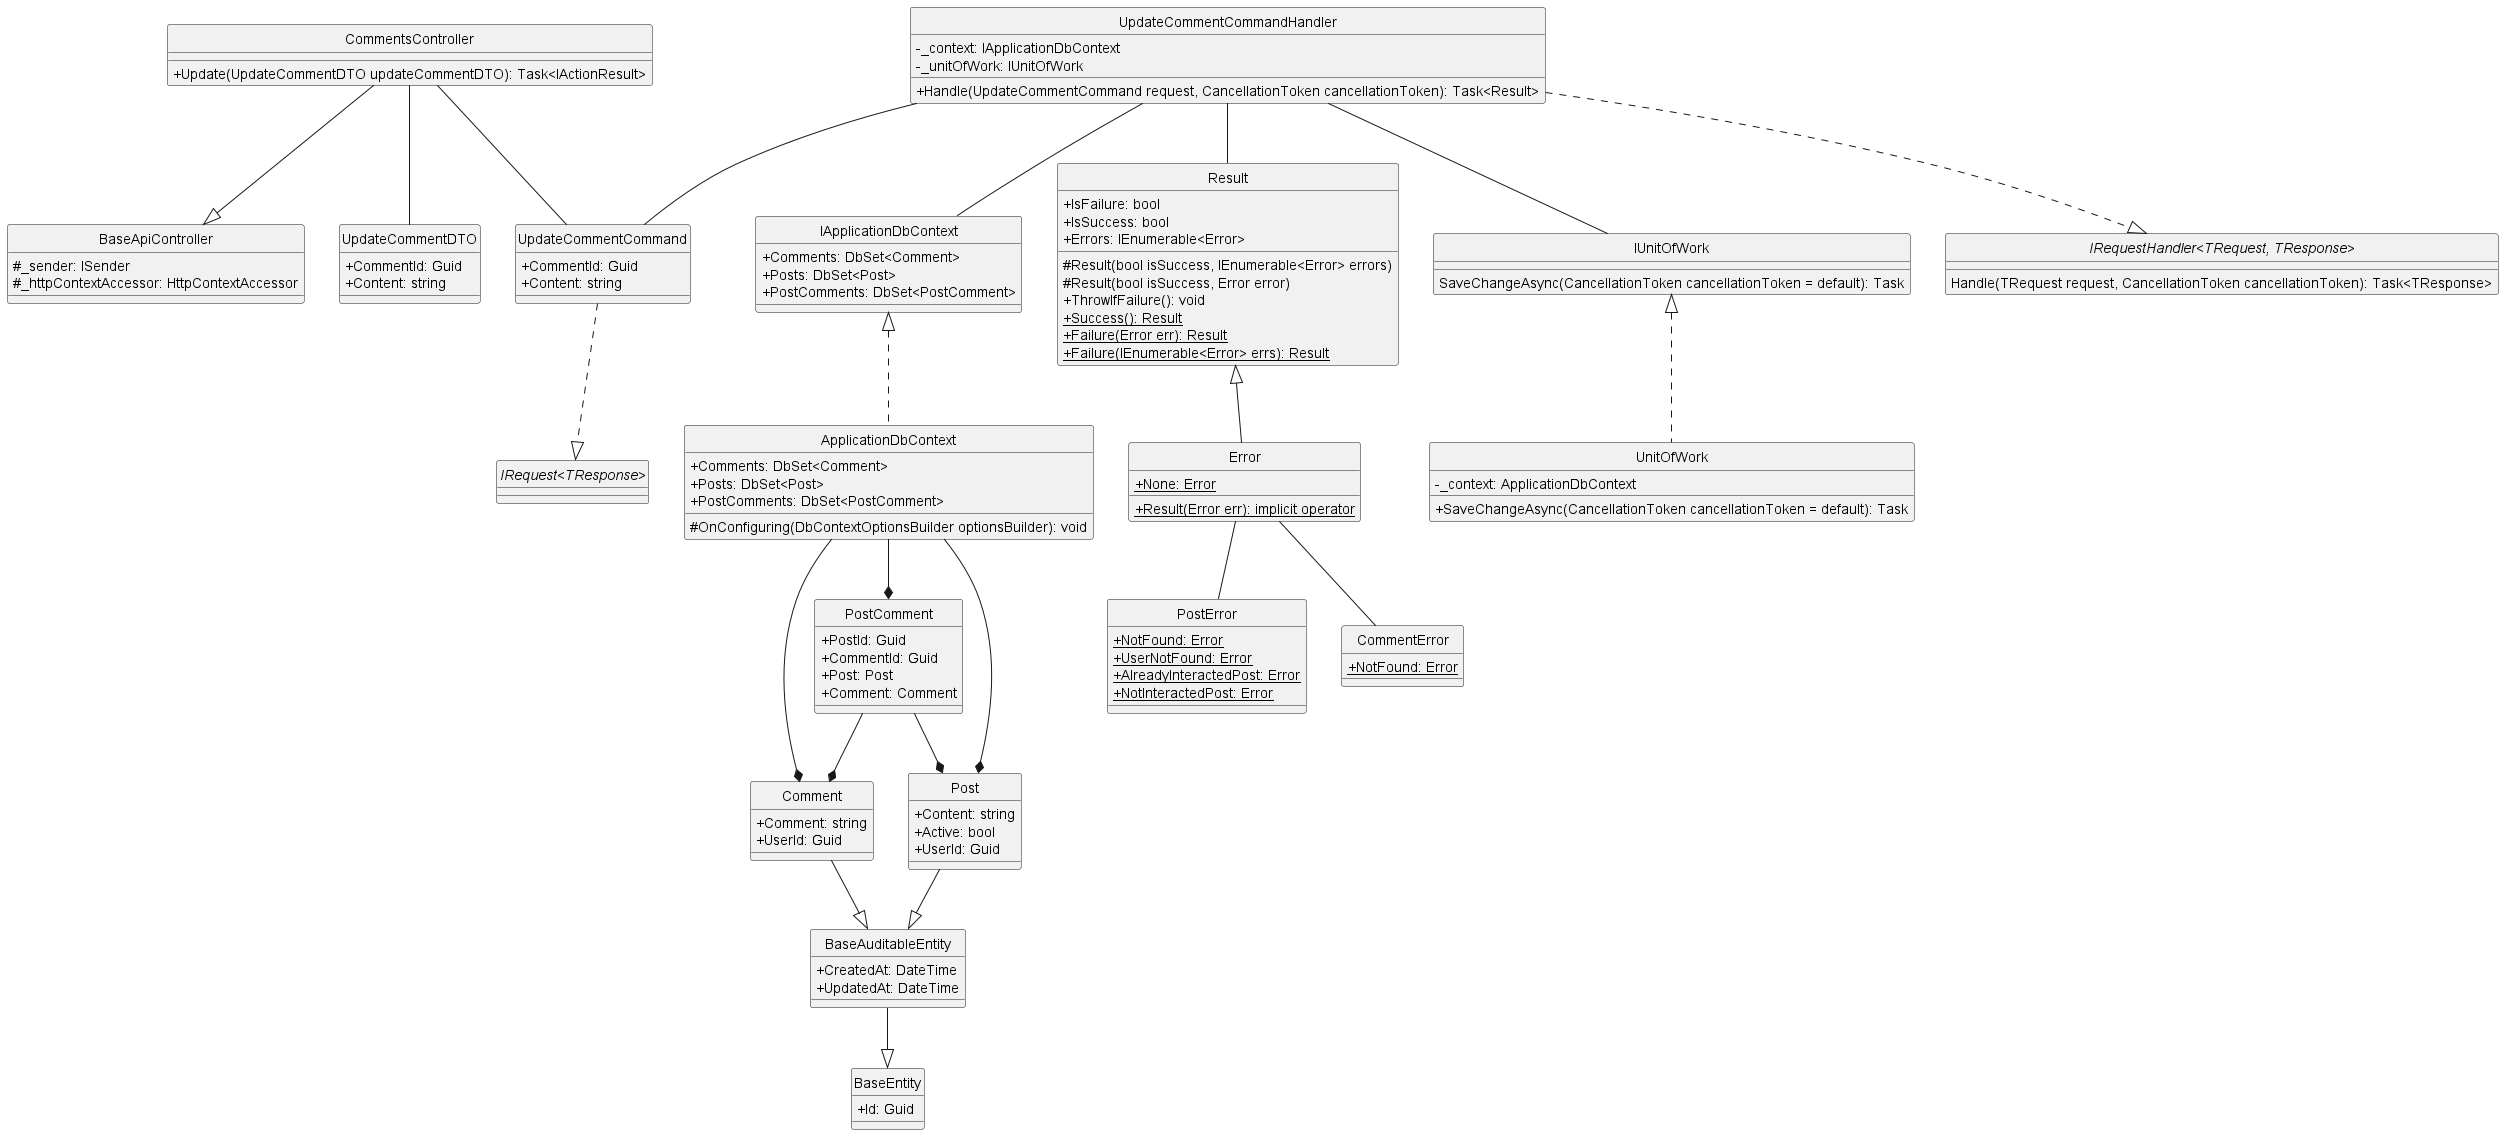 CommentsController
+Update(UpdateCommentDTO updateCommentDTO): Task<IActionResult>
UpdateCommentCommandHandler
-_context: IApplicationDbContext
-_unitOfWork: IUnitOfWork
+Handle(UpdateCommentCommand request, CancellationToken cancellationToken): Task<Result>
BaseApiController
#_sender: ISender
#_httpContextAccessor: HttpContextAccessor
UpdateCommentDTO
+CommentId: Guid
+Content: string
UpdateCommentCommand
+CommentId: Guid
+Content: string
IApplicationDbContext
+Comments: DbSet<Comment>
+Posts: DbSet<Post>
+PostComments: DbSet<PostComment>
Result
+IsFailure: bool
+IsSuccess: bool
+Errors: IEnumerable<Error>
#Result(bool isSuccess, IEnumerable<Error> errors)
#Result(bool isSuccess, Error error)
+ThrowIfFailure(): void
+Success(): Result
+Failure(Error err): Result
+Failure(IEnumerable<Error> errs): Result
IUnitOfWork
SaveChangeAsync(CancellationToken cancellationToken = default): Task
IRequestHandler<TRequest, TResponse>
Handle(TRequest request, CancellationToken cancellationToken): Task<TResponse>
IRequest<TResponse>
ApplicationDbContext
+Comments: DbSet<Comment>
+Posts: DbSet<Post>
+PostComments: DbSet<PostComment>
#OnConfiguring(DbContextOptionsBuilder optionsBuilder): void
Error
+None: Error
+Result(Error err): implicit operator
UnitOfWork
-_context: ApplicationDbContext
+SaveChangeAsync(CancellationToken cancellationToken = default): Task
PostComment
+PostId: Guid
+CommentId: Guid
+Post: Post
+Comment: Comment
PostError
+NotFound: Error
+UserNotFound: Error
+AlreadyInteractedPost: Error
+NotInteractedPost: Error
CommentError
+NotFound: Error
Comment
+Comment: string
+UserId: Guid
Post
+Content: string
+Active: bool
+UserId: Guid
BaseAuditableEntity
+CreatedAt: DateTime
+UpdatedAt: DateTime
BaseEntity
+Id: Guid